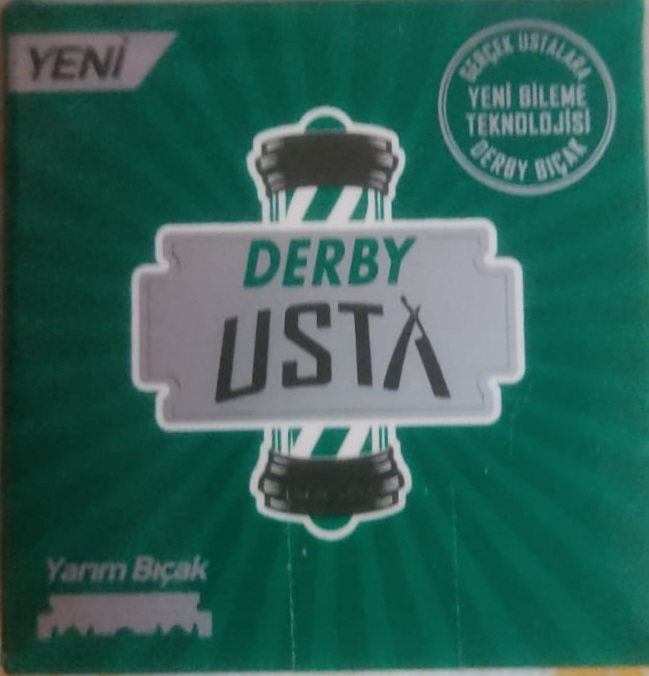 YENİ
GERÇEK USTALARA
YENİ BİLEME
TEKNOLOJİSİ
DERBY BIÇAK
DERBY
USTA
Yarım Bıçak